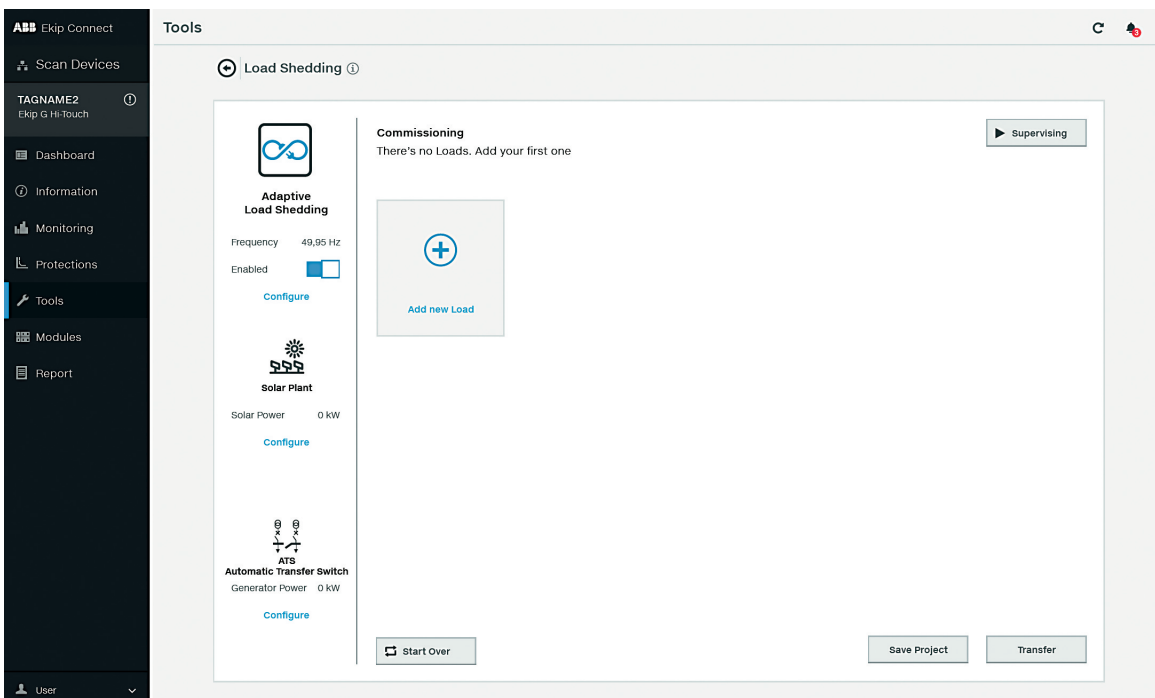 ABB Ekip Connect
Tools
3
Scan Devices
Load Shedding
TAGNAME2
Ekip G Hi-Touch
Dashboard
Information
Monitoring
Protections
Tools
Modules
Report
User
Adaptive
Load Shedding
Frequency 49,95 Hz
Enabled
Configure
Solar Plant
Solar Power 0 kW
Configure
ATS
Automatic Transfer Switch
Generator Power 0 kW
Configure
Commissioning
There's no Loads. Add your first one
Supervising
Add new Load
Start Over
Save Project
Transfer